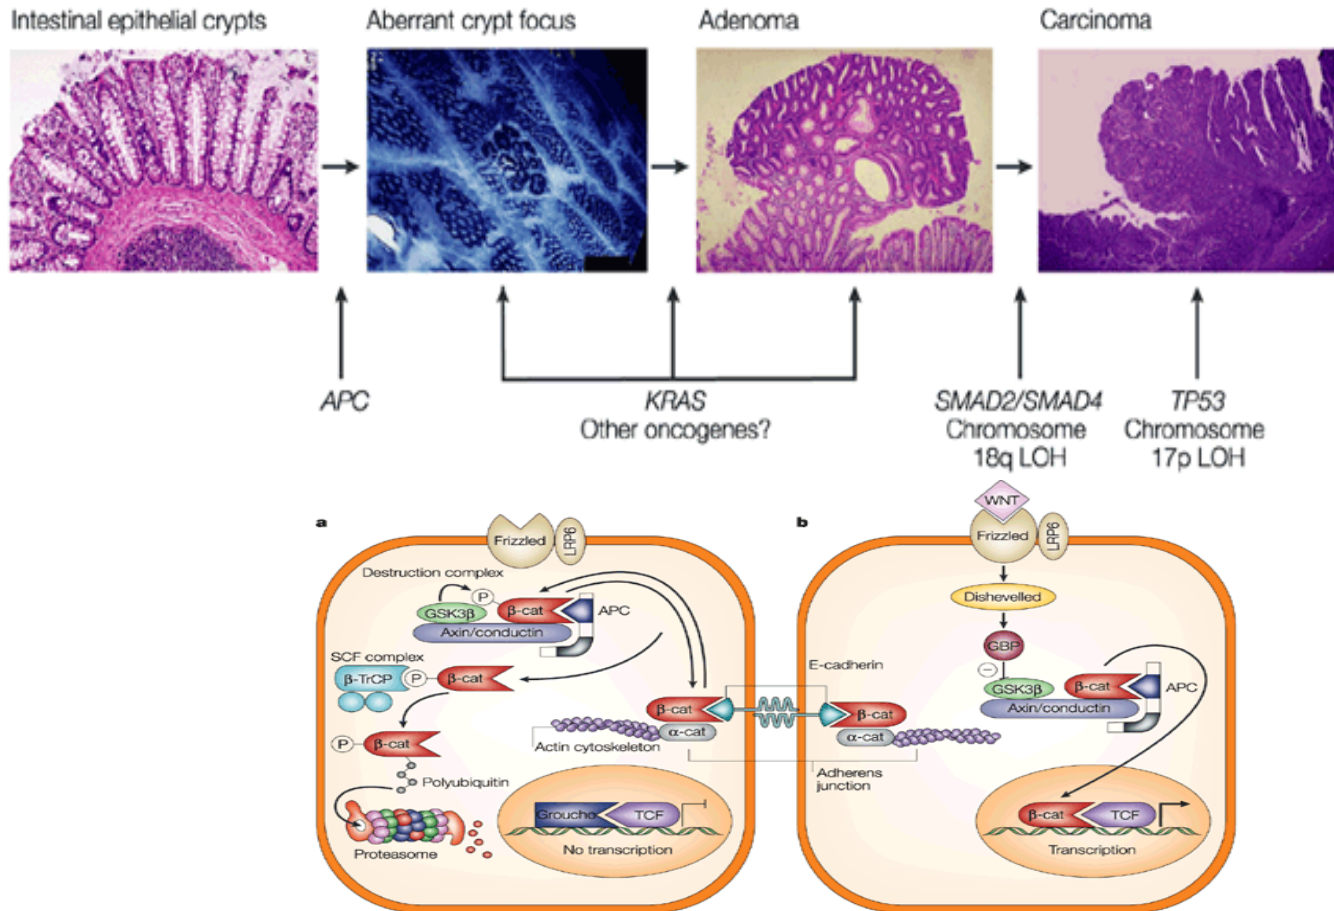 Intestinal epithelial crypts
Aberrant crypt focus
Adenoma
Carcinoma
APC
KRAS
Other oncogenes?
SMAD2/SMAD4
Chromosome
18q LOH
TP53
Chromosome
17p LOH
a
Frizzled
LRP6
Destruction complex
P
GSK3β
β-cat
APC
Axin/conductin
SCF complex
β-TrCP
P
β-cat
P
β-cat
Polyubiquitin
Proteasome
β-cat
α-cat
Actin cytoskeleton
Groucho
TCF
No transcription
E-cadherin
Adherens
junction
b
WNT
Frizzled
LRP6
Dishevelled
GBP
−
GSK3β
β-cat
APC
Axin/conductin
β-cat
α-cat
β-cat
TCF
Transcription